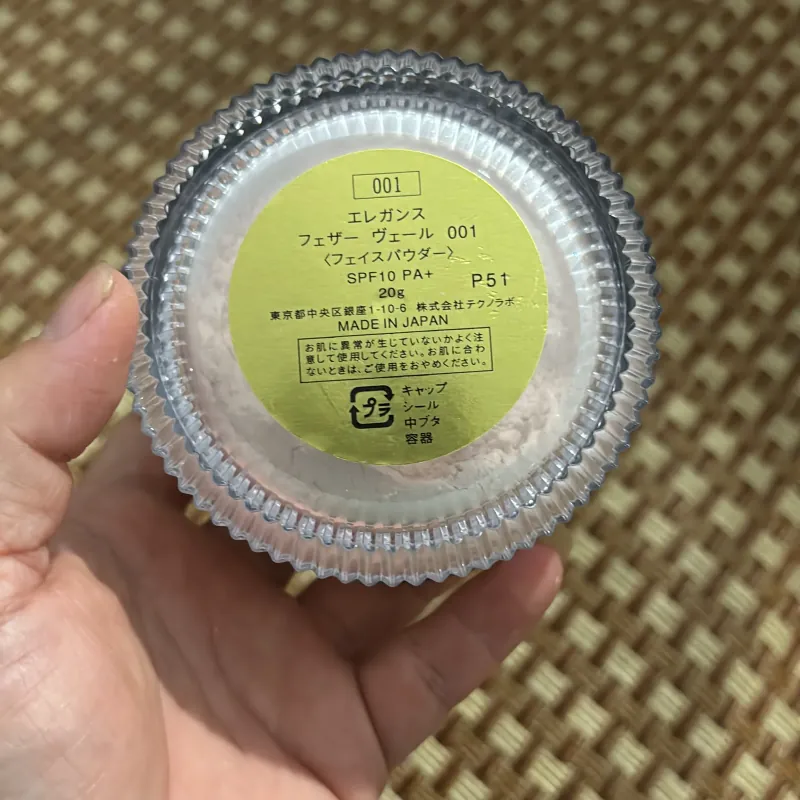 001
エレガンス
フェザー ヴェール 001
〈フェイスパウダー〉
SPF10 PA+
P51
20g
東京都中央区銀座1-10-6 株式会社テクノラボ
MADE IN JAPAN
お肌に異常が生じていないかよく注
意して使用してください。お肌に合わ
ないときは、ご使用をおやめください。
プラ
キャップ
シール
中ブタ
容器